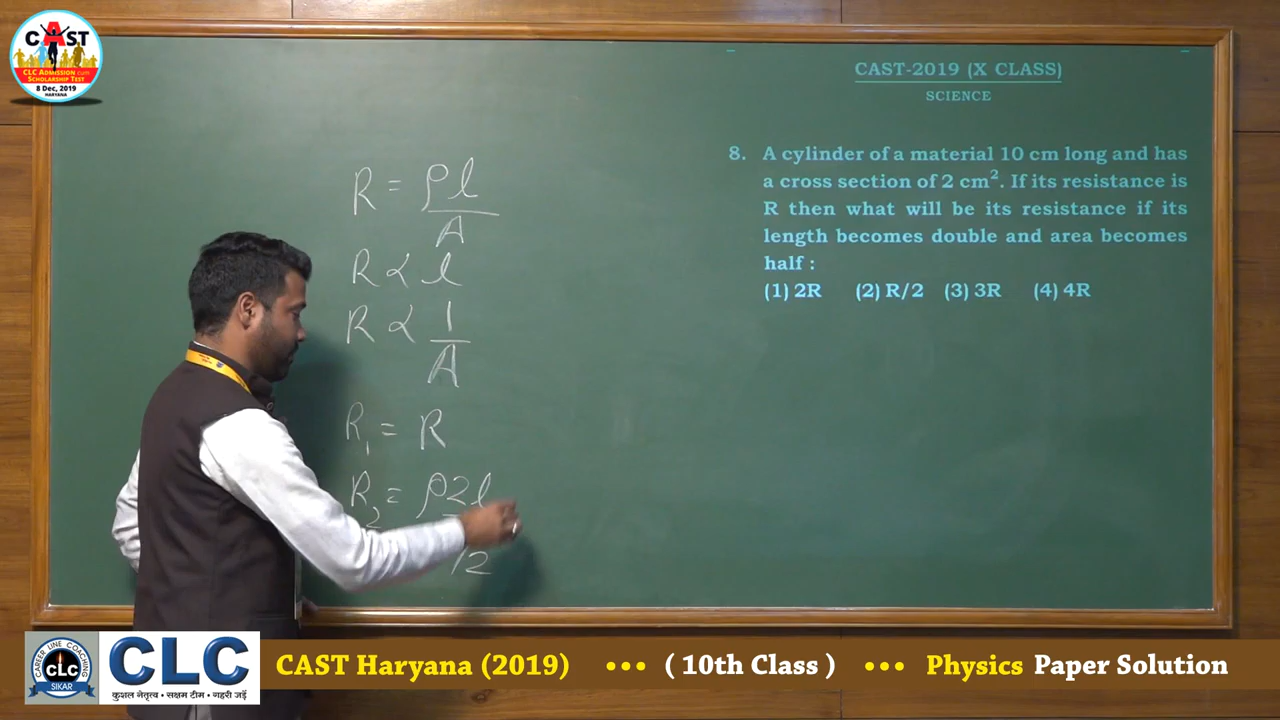 CAST
CLC ADMISSION cum
SCHOLARSHIP TEST
8 Dec, 2019
HARYANA
CAST-2019 (X CLASS)
SCIENCE
8. A cylinder of a material 10 cm long and has
a cross section of 2 cm². If its resistance is
R then what will be its resistance if its
length becomes double and area becomes
half :
(1) 2R (2) R/2 (3) 3R (4) 4R
R = ρl
A
R ∝ l
R ∝ 1
A
R₁ = R
R₂ = ρ2l
/2
CAREER LINE COACHING
CLC
SIKAR
CLC
कुशल नेतृत्व • सक्षम टीम • गहरी जड़ें
CAST Haryana (2019) ••• ( 10th Class ) ••• Physics Paper Solution